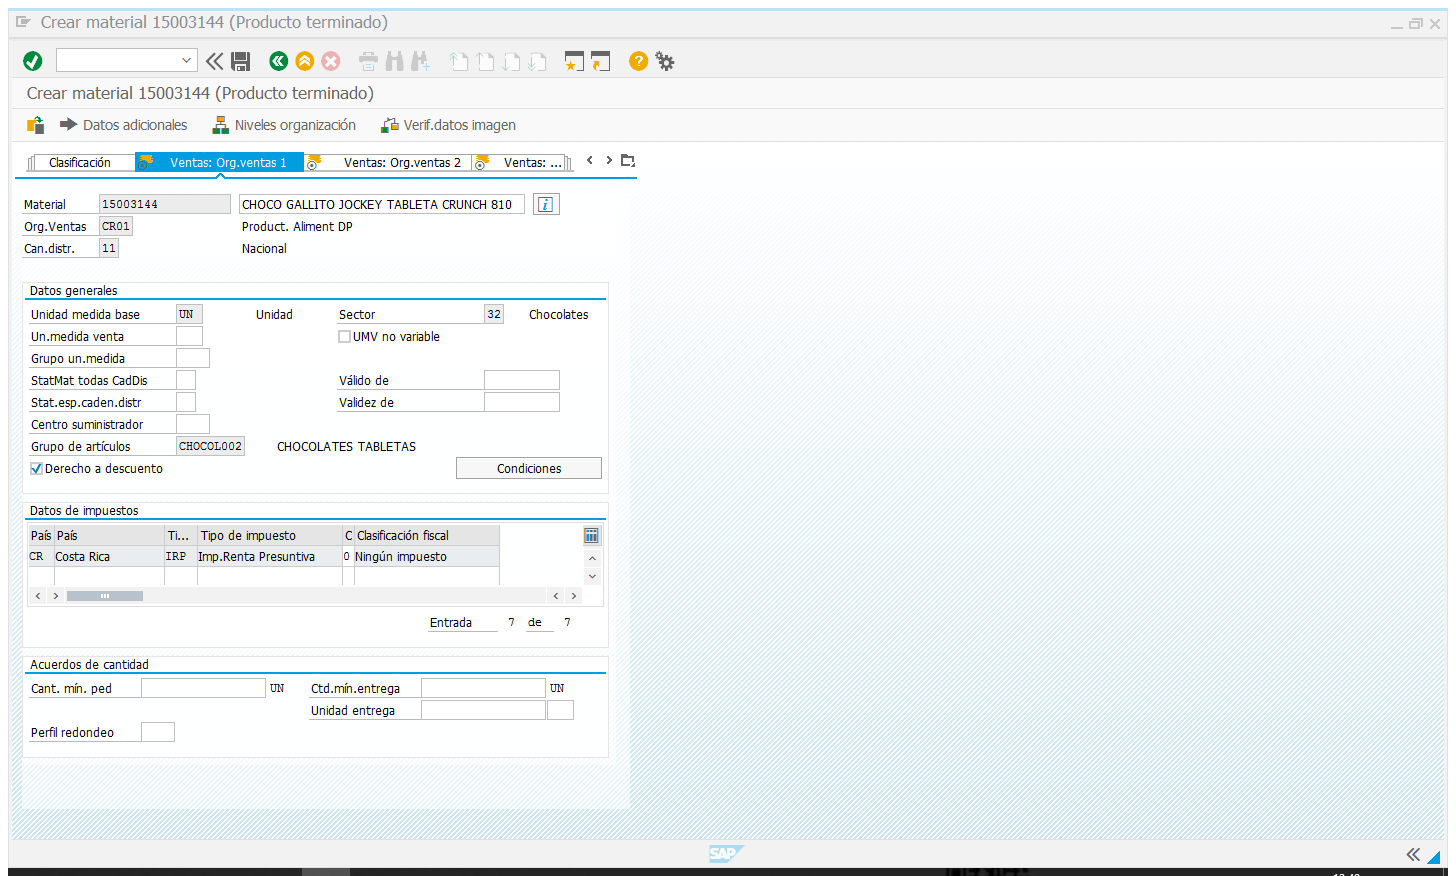 Crear material 15003144 (Producto terminado)
Crear material 15003144 (Producto terminado)
Datos adicionales Niveles organización Verif.datos imagen
Clasificación Ventas: Org.ventas 1 Ventas: Org.ventas 2 Ventas: ...
Material 15003144 CHOCO GALLITO JOCKEY TABLETA CRUNCH 810
Org.Ventas CR01 Product. Aliment DP
Can.distr. 11 Nacional
Datos generales
Unidad medida base UN Unidad Sector 32 Chocolates
Un.medida venta UMV no variable
Grupo un.medida
StatMat todas CadDis Válido de
Stat.esp.caden.distr Validez de
Centro suministrador
Grupo de artículos CHOCOL002 CHOCOLATES TABLETAS
Derecho a descuento Condiciones
Datos de impuestos
País País Ti... Tipo de impuesto C Clasificación fiscal
CR Costa Rica IRP Imp.Renta Presuntiva 0 Ningún impuesto
Entrada 7 de 7
Acuerdos de cantidad
Cant. mín. ped UN Ctd.mín.entrega UN
Unidad entrega
Perfil redondeo
SAP